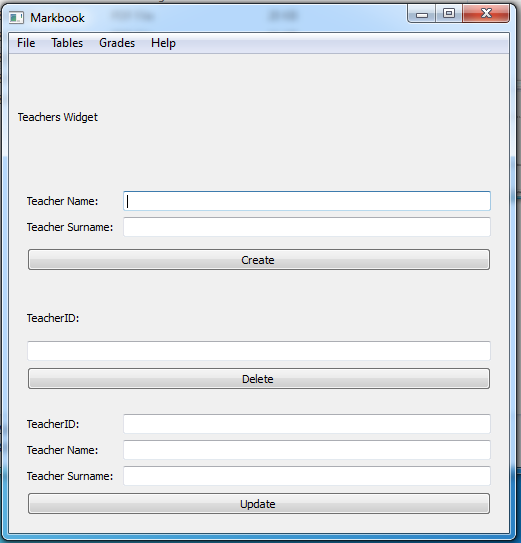 Markbook
File Tables Grades Help
Teachers Widget
Teacher Name:
Teacher Surname:
Create
TeacherID:
Delete
TeacherID:
Teacher Name:
Teacher Surname:
Update